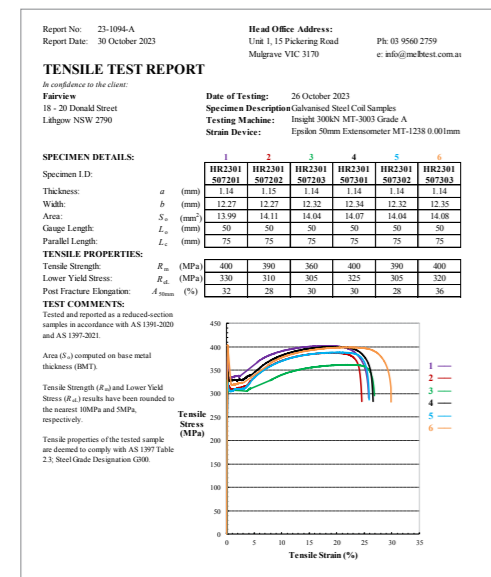 Report No: 23-1094-A
Report Date: 30 October 2023
Head Office Address:
Unit 1, 15 Pickering Road Ph: 03 9560 2759
Mulgrave VIC 3170 e: info@melbtest.com.au
TENSILE TEST REPORT
In confidence to the client:
Fairview
18 - 20 Donald Street
Lithgow NSW 2790
Date of Testing: 26 October 2023
Specimen Description Galvanised Steel Coil Samples
Testing Machine: Insight 300kN MT-3003 Grade A
Strain Device: Epsilon 50mm Extensometer MT-1238 0.001mm
SPECIMEN DETAILS: 1 2 3 4 5 6
Specimen I.D: HR2301 507201 HR2301 507202 HR2301 507203 HR2301 507301 HR2301 507302 HR2301 507303
Thickness: a (mm) 1.14 1.15 1.14 1.14 1.14 1.14
Width: b (mm) 12.27 12.27 12.32 12.34 12.32 12.35
Area: So (mm²) 13.99 14.11 14.04 14.07 14.04 14.08
Gauge Length: Lo (mm) 50 50 50 50 50 50
Parallel Length: Lc (mm) 75 75 75 75 75 75
TENSILE PROPERTIES:
Tensile Strength: Rm (MPa) 400 390 360 400 390 400
Lower Yield Stress: ReL (MPa) 330 310 305 325 305 320
Post Fracture Elongation: A50mm (%) 32 28 30 30 28 36
TEST COMMENTS:
Tested and reported as a reduced-section
samples in accordance with AS 1391-2020
and AS 1397-2021.
Area (So) computed on base metal
thickness (BMT).
Tensile Strength (Rm) and Lower Yield
Stress (ReL) results have been rounded to
the nearest 10MPa and 5MPa,
respectively.
Tensile properties of the tested sample
are deemed to comply with AS 1397 Table
2.3; Steel Grade Designation G300.
Tensile
Stress
(MPa)
450
400
350
300
250
200
150
100
50
0
0 5 10 15 20 25 30 35
Tensile Strain (%)
1
2
3
4
5
6